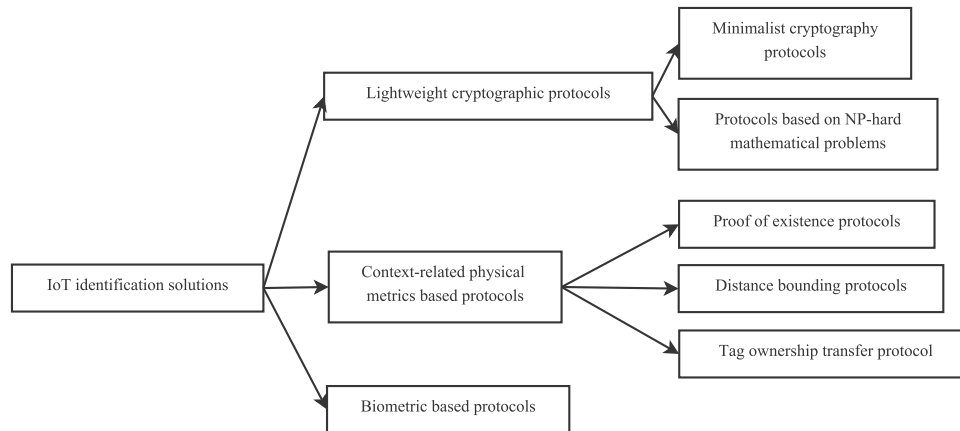 Minimalist cryptography
protocols
Lightweight cryptographic protocols
Protocols based on NP-hard
mathematical problems
Proof of existence protocols
IoT identification solutions
Context-related physical
metrics based protocols
Distance bounding protocols
Tag ownership transfer protocol
Biometric based protocols